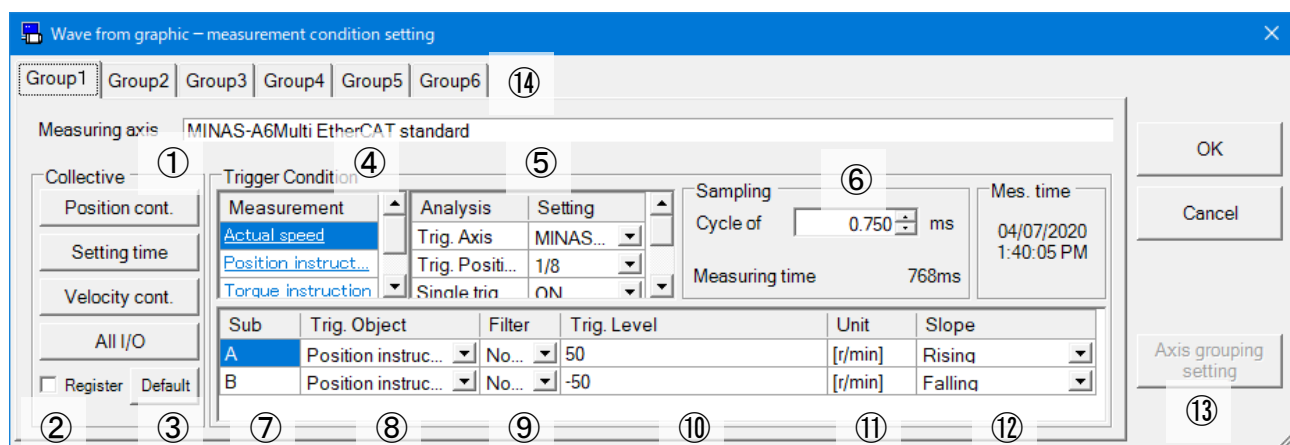 Wave from graphic – measurement condition setting
Group1 Group2 Group3 Group4 Group5 Group6 ⑭
Measuring axis MINAS-A6Multi EtherCAT standard
① ④ ⑤ ⑥
OK
Collective Trigger Condition Sampling Mes. time
Position cont. Measurement Analysis Setting
Cycle of 0.750 ms
Cancel
Actual speed Trig. Axis MINAS...
04/07/2020
Setting time
1:40:05 PM
Position instruct... Trig. Positi... 1/8
Measuring time 768ms
Velocity cont. Torque instruction Single trig ON
Sub Trig. Object Filter Trig. Level Unit Slope
All I/O
A Position instruc... No... 50 [r/min] Rising
Axis grouping
setting
Register Default
B Position instruc... No... -50 [r/min] Falling
② ③ ⑦ ⑧ ⑨ ⑩ ⑪ ⑫ ⑬